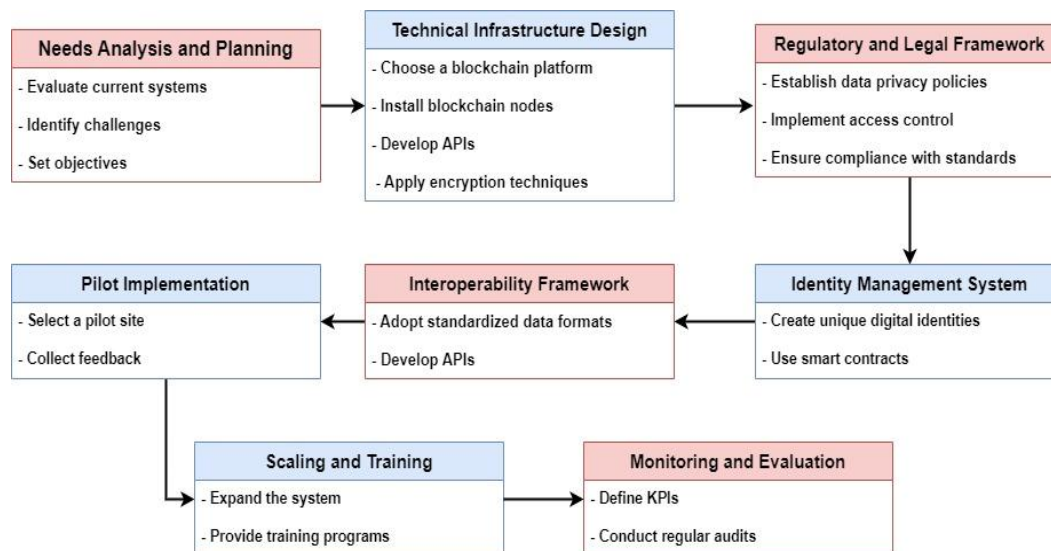 Needs Analysis and Planning
- Evaluate current systems
- Identify challenges
- Set objectives
Technical Infrastructure Design
- Choose a blockchain platform
- Install blockchain nodes
- Develop APIs
- Apply encryption techniques
Regulatory and Legal Framework
- Establish data privacy policies
- Implement access control
- Ensure compliance with standards
Identity Management System
- Create unique digital identities
- Use smart contracts
Interoperability Framework
- Adopt standardized data formats
- Develop APIs
Pilot Implementation
- Select a pilot site
- Collect feedback
Scaling and Training
- Expand the system
- Provide training programs
Monitoring and Evaluation
- Define KPIs
- Conduct regular audits